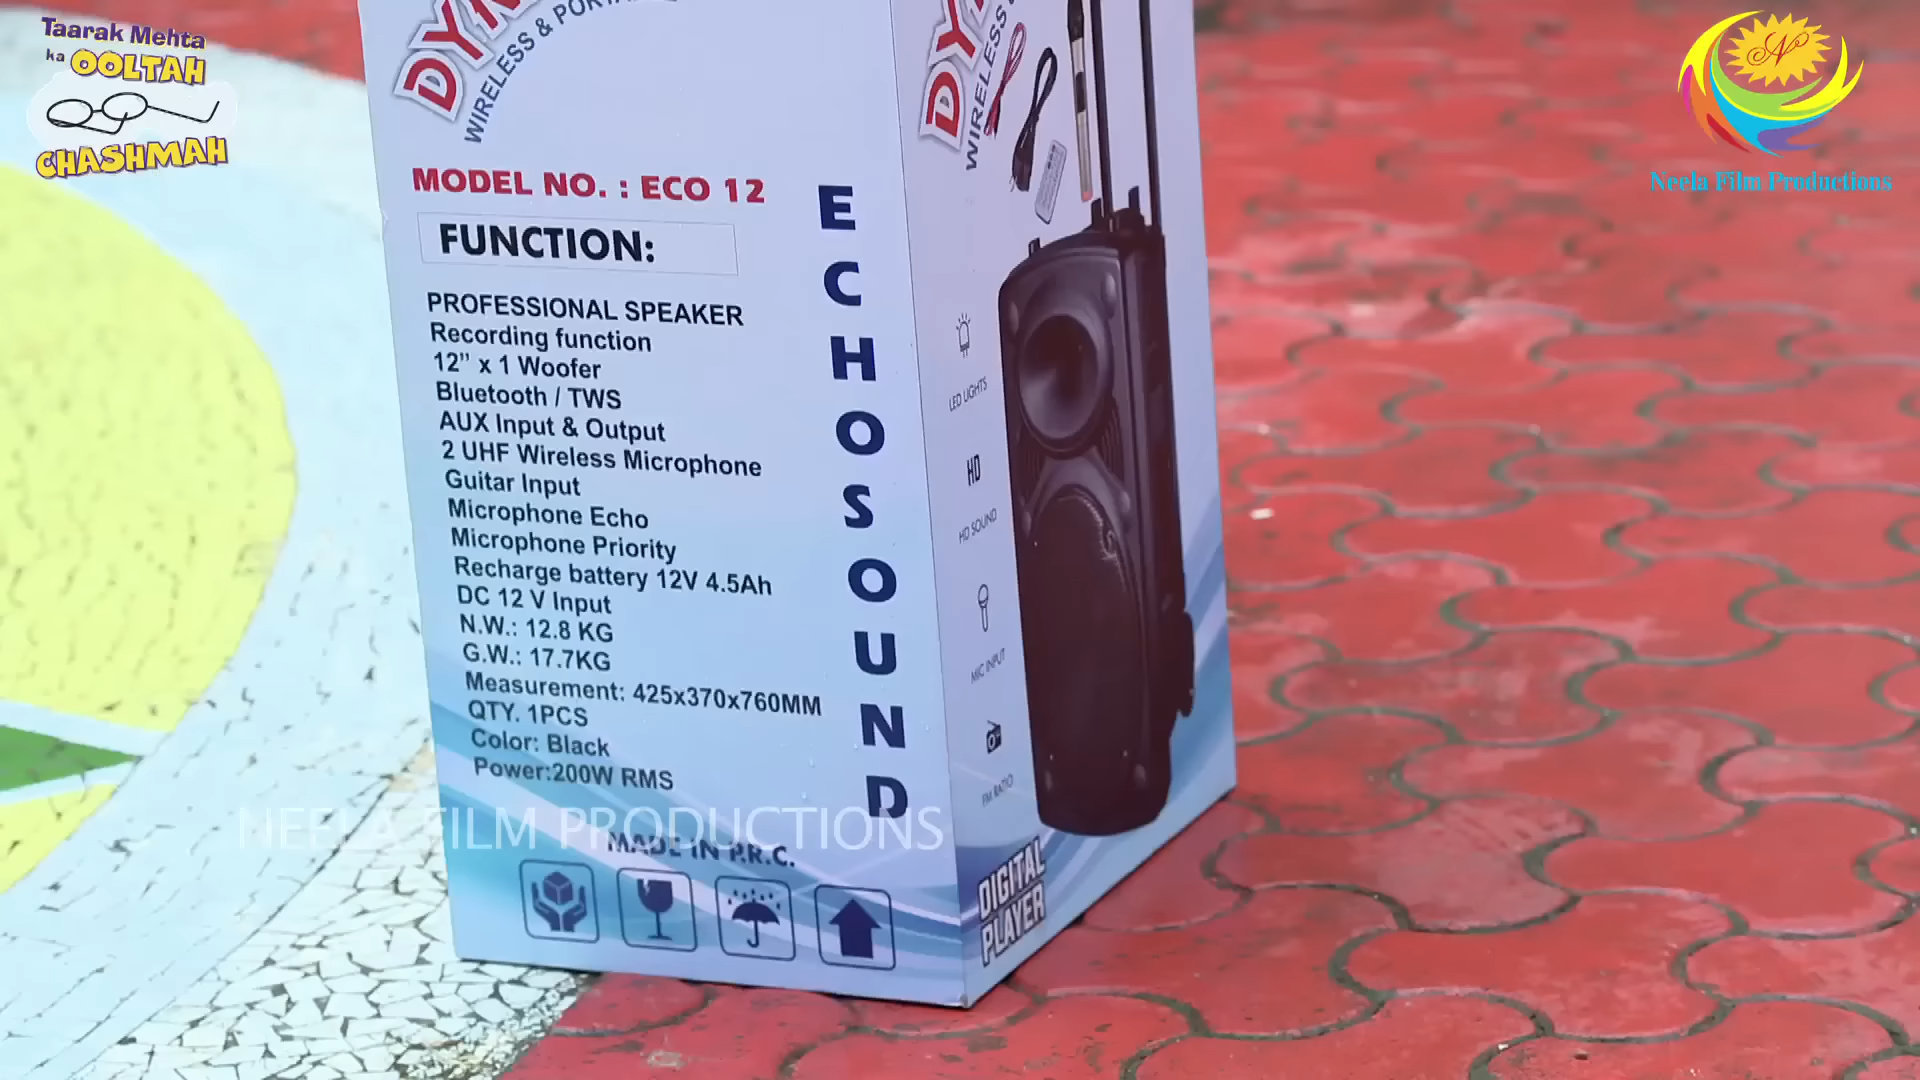 Taarak Mehta
ka OOLTAH
CHASHMAH
Neela Film Productions
WIRELESS &
MODEL NO. : ECO 12
FUNCTION:
PROFESSIONAL SPEAKER
Recording function
12” x 1 Woofer
Bluetooth / TWS
AUX Input & Output
2 UHF Wireless Microphone
Guitar Input
Microphone Echo
Microphone Priority
Recharge battery 12V 4.5Ah
DC 12 V Input
N.W.: 12.8 KG
G.W.: 17.7KG
Measurement: 425x370x760MM
QTY. 1PCS
Color: Black
Power:200W RMS
MADE IN P.R.C.
ECHOSOUND
WIRELESS
LED LIGHTS
HD
HD SOUND
MIC INPUT
FM RATIO
DIGITAL
PLAYER
NEELA FILM PRODUCTIONS